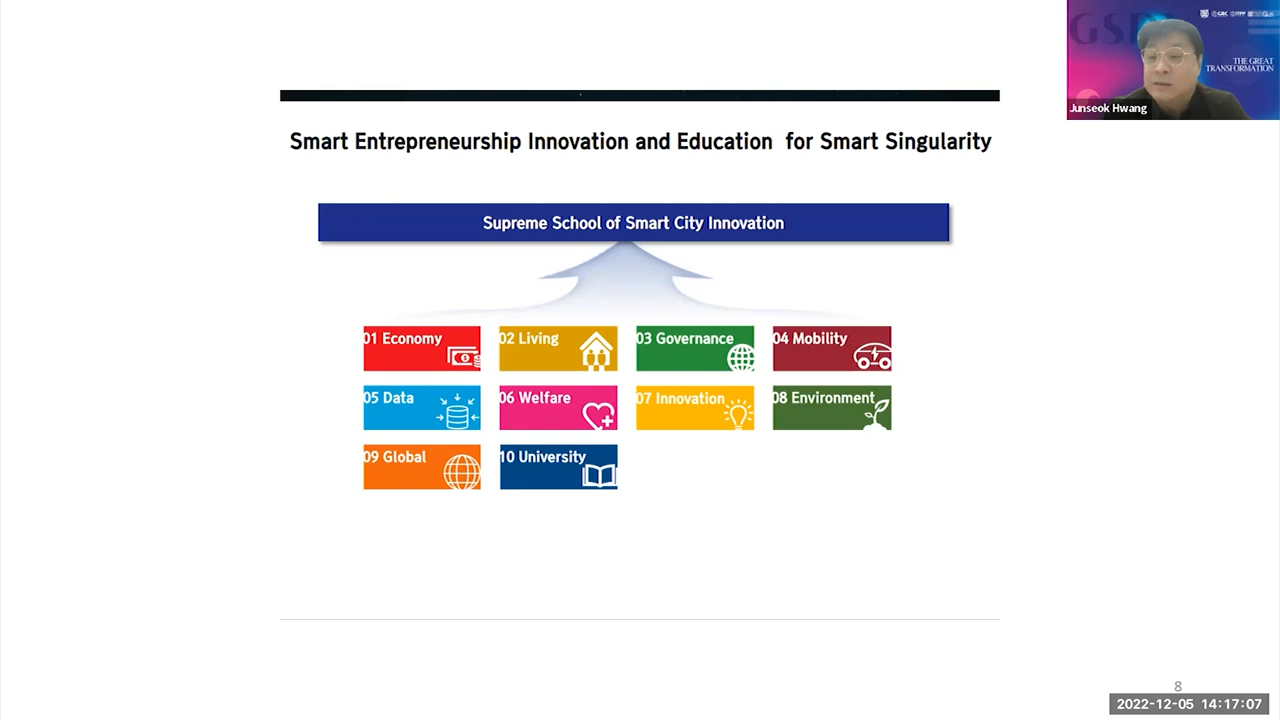 THE GREAT
TRANSFORMATION
Junseok Hwang
Smart Entrepreneurship Innovation and Education for Smart Singularity
Supreme School of Smart City Innovation
01 Economy
02 Living
03 Governance
04 Mobility
05 Data
06 Welfare
07 Innovation
08 Environment
09 Global
10 University
8
2022-12-05 14:17:07